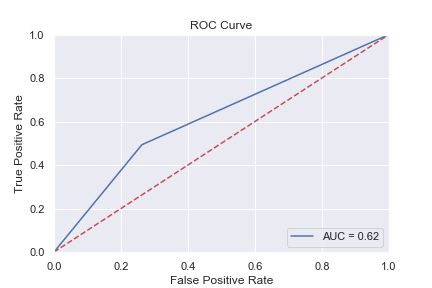 ROC Curve
True Positive Rate
1.0
0.8
0.6
0.4
0.2
0.0
AUC = 0.62
0.0 0.2 0.4 0.6 0.8 1.0
False Positive Rate